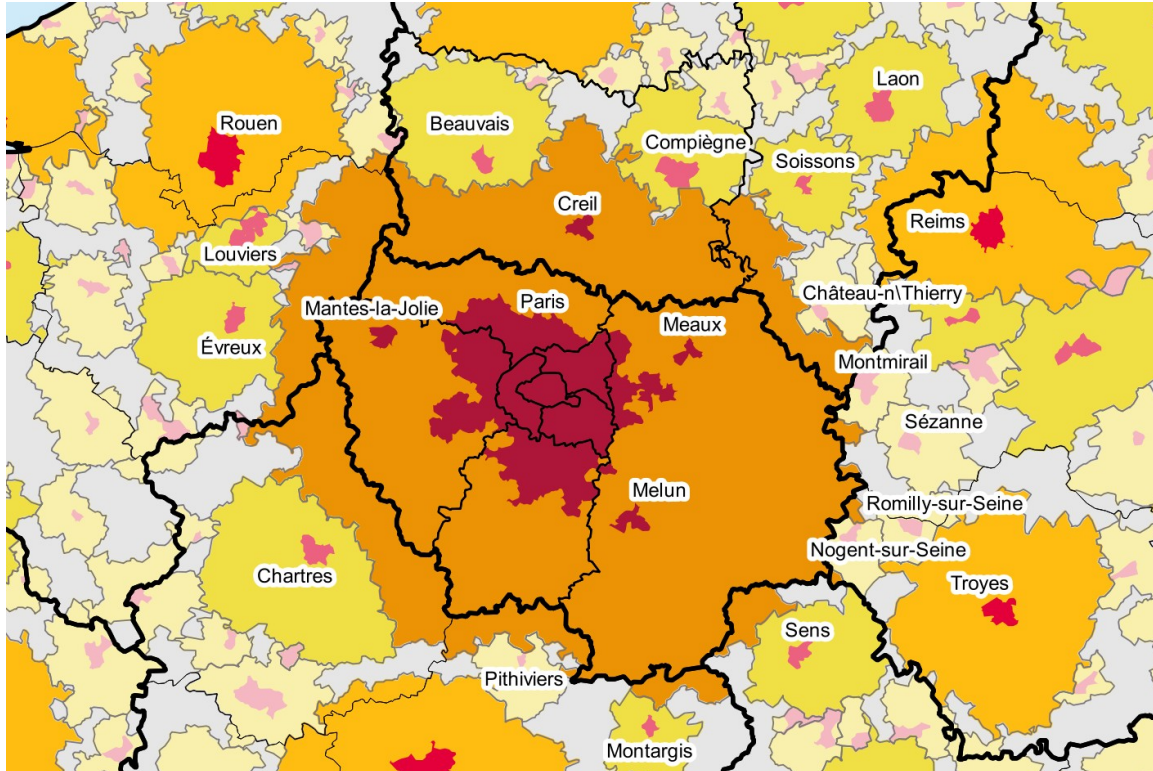 Laon
Rouen
Beauvais
Compiègne
Soissons
Creil
Reims
Louviers
Château-n\Thierry
Mantes-la-Jolie
Paris
Meaux
Évreux
Montmirail
Sézanne
Melun
Romilly-sur-Seine
Nogent-sur-Seine
Chartres
Troyes
Sens
Pithiviers
Montargis